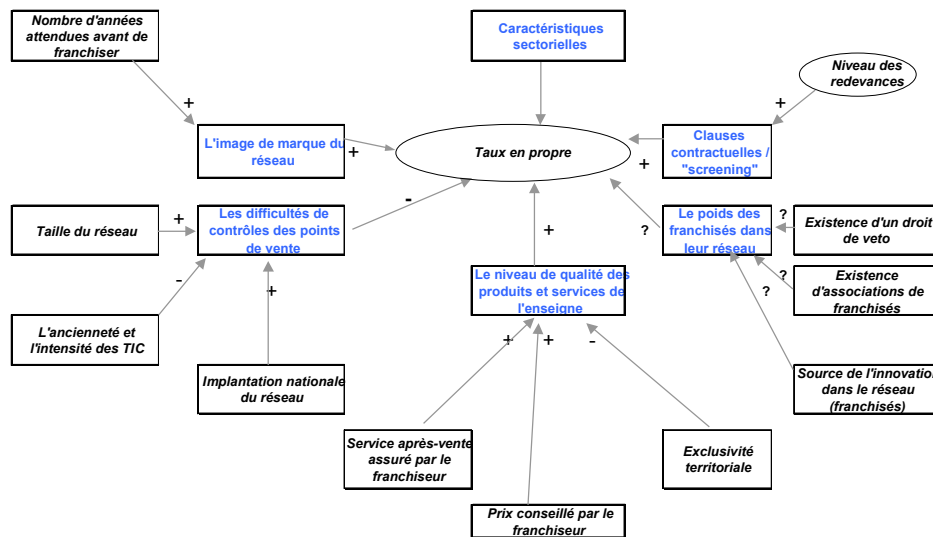 Nombre d'années
attendues avant de
franchiser
Caractéristiques
sectorielles
Niveau des
redevances
+
+
L'image de marque du
réseau
+
Taux en propre
+
Clauses
contractuelles /
"screening"
Taille du réseau
+
Les difficultés de
contrôles des points
de vente
-
?
Le poids des
franchisés dans
leur réseau
?
Existence d'un droit
de veto
+
-
+
Le niveau de qualité des
produits et services de
l'enseigne
?
?
Existence
d'associations de
franchisés
L'ancienneté et
l'intensité des TIC
+
+
-
Implantation nationale
du réseau
Source de l'innovation
dans le réseau
(franchisés)
Service après-vente
assuré par le
franchiseur
Exclusivité
territoriale
Prix conseillé par le
franchiseur